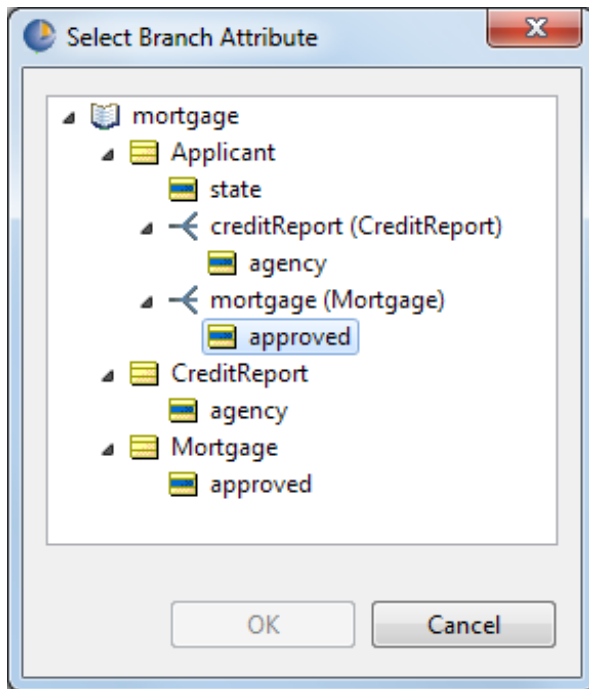 Select Branch Attribute
mortgage
Applicant
state
creditReport (CreditReport)
agency
mortgage (Mortgage)
approved
CreditReport
agency
Mortgage
approved
OK Cancel